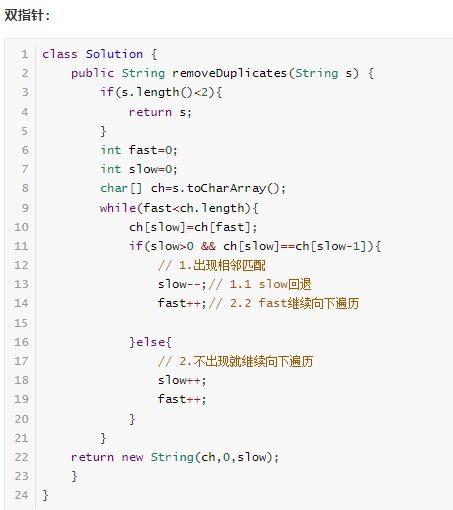 双指针：
1 class Solution {
2     public String removeDuplicates(String s) {
3         if(s.length()<2){
4             return s;
5         }
6         int fast=0;
7         int slow=0;
8         char[] ch=s.toCharArray();
9         while(fast<ch.length){
10             ch[slow]=ch[fast];
11             if(slow>0 && ch[slow]==ch[slow-1]){
12                 // 1.出现相邻匹配
13                 slow--;// 1.1 slow回退
14                 fast++;// 2.2 fast继续向下遍历
15
16             }else{
17                 // 2.不出现就继续向下遍历
18                 slow++;
19                 fast++;
20             }
21         }
22     return new String(ch,0,slow);
23     }
24 }